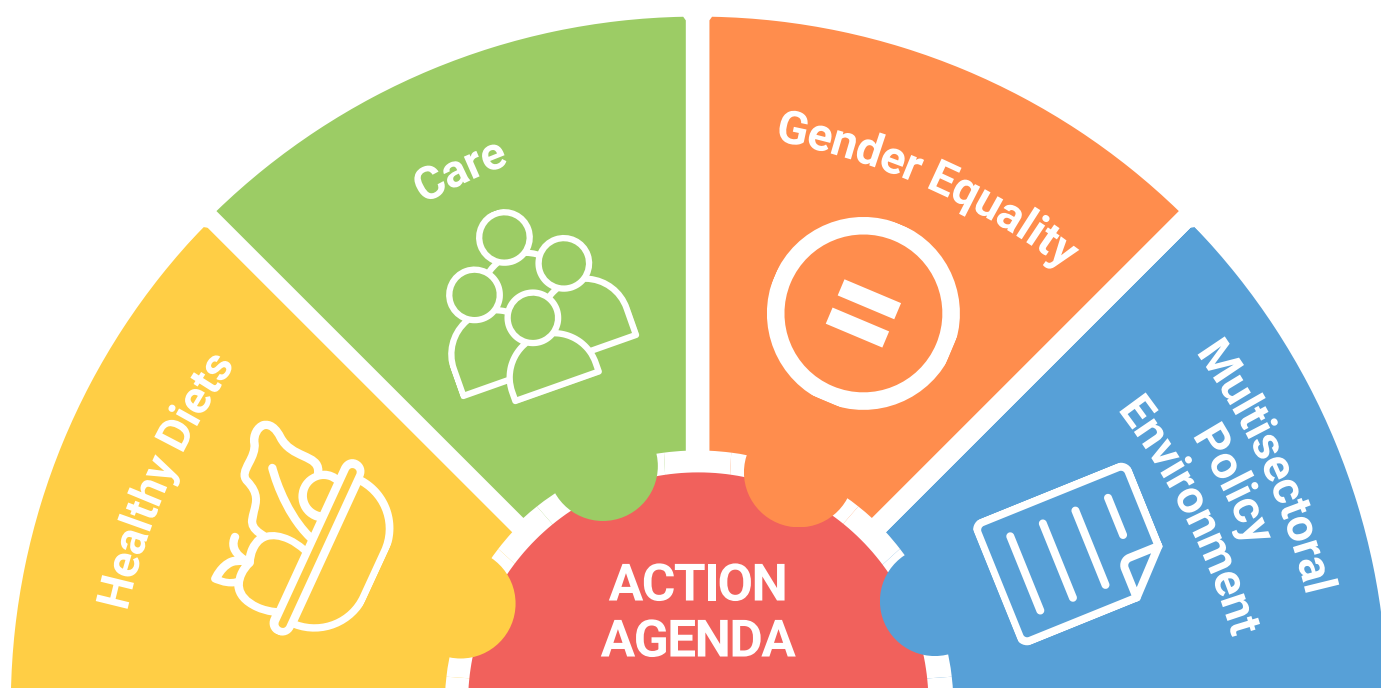 Healthy Diets
Care
Gender Equality
Multisectoral
Policy
Environment
ACTION
AGENDA